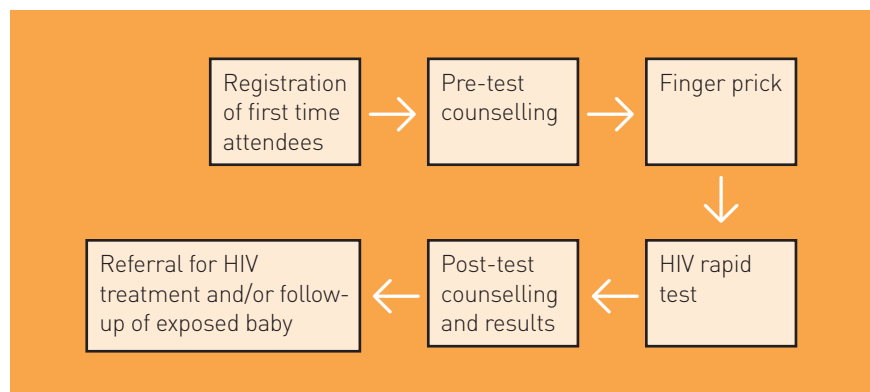 Registration
of first time
attendees
Pre-test
counselling
Finger prick
HIV rapid
test
Post-test
counselling
and results
Referral for HIV
treatment and/or follow-
up of exposed baby